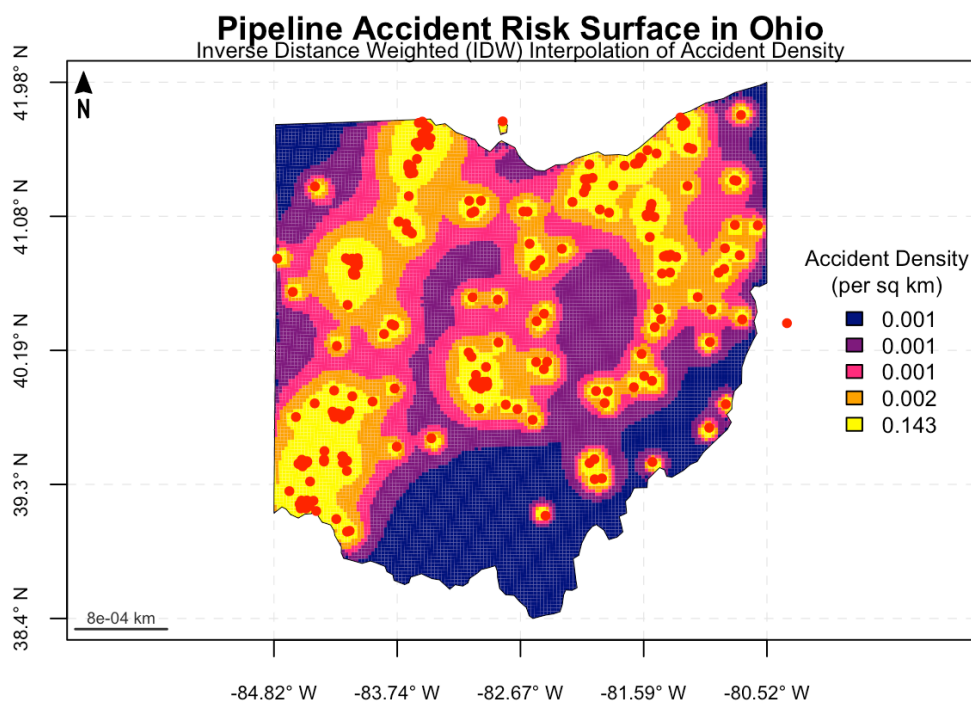 Pipeline Accident Risk Surface in Ohio
Inverse Distance Weighted (IDW) Interpolation of Accident Density
41.98° N
41.08° N
40.19° N
39.3° N
38.4° N
N
Accident Density
(per sq km)
0.001
0.001
0.001
0.002
0.143
8e-04 km
-84.82° W
-83.74° W
-82.67° W
-81.59° W
-80.52° W